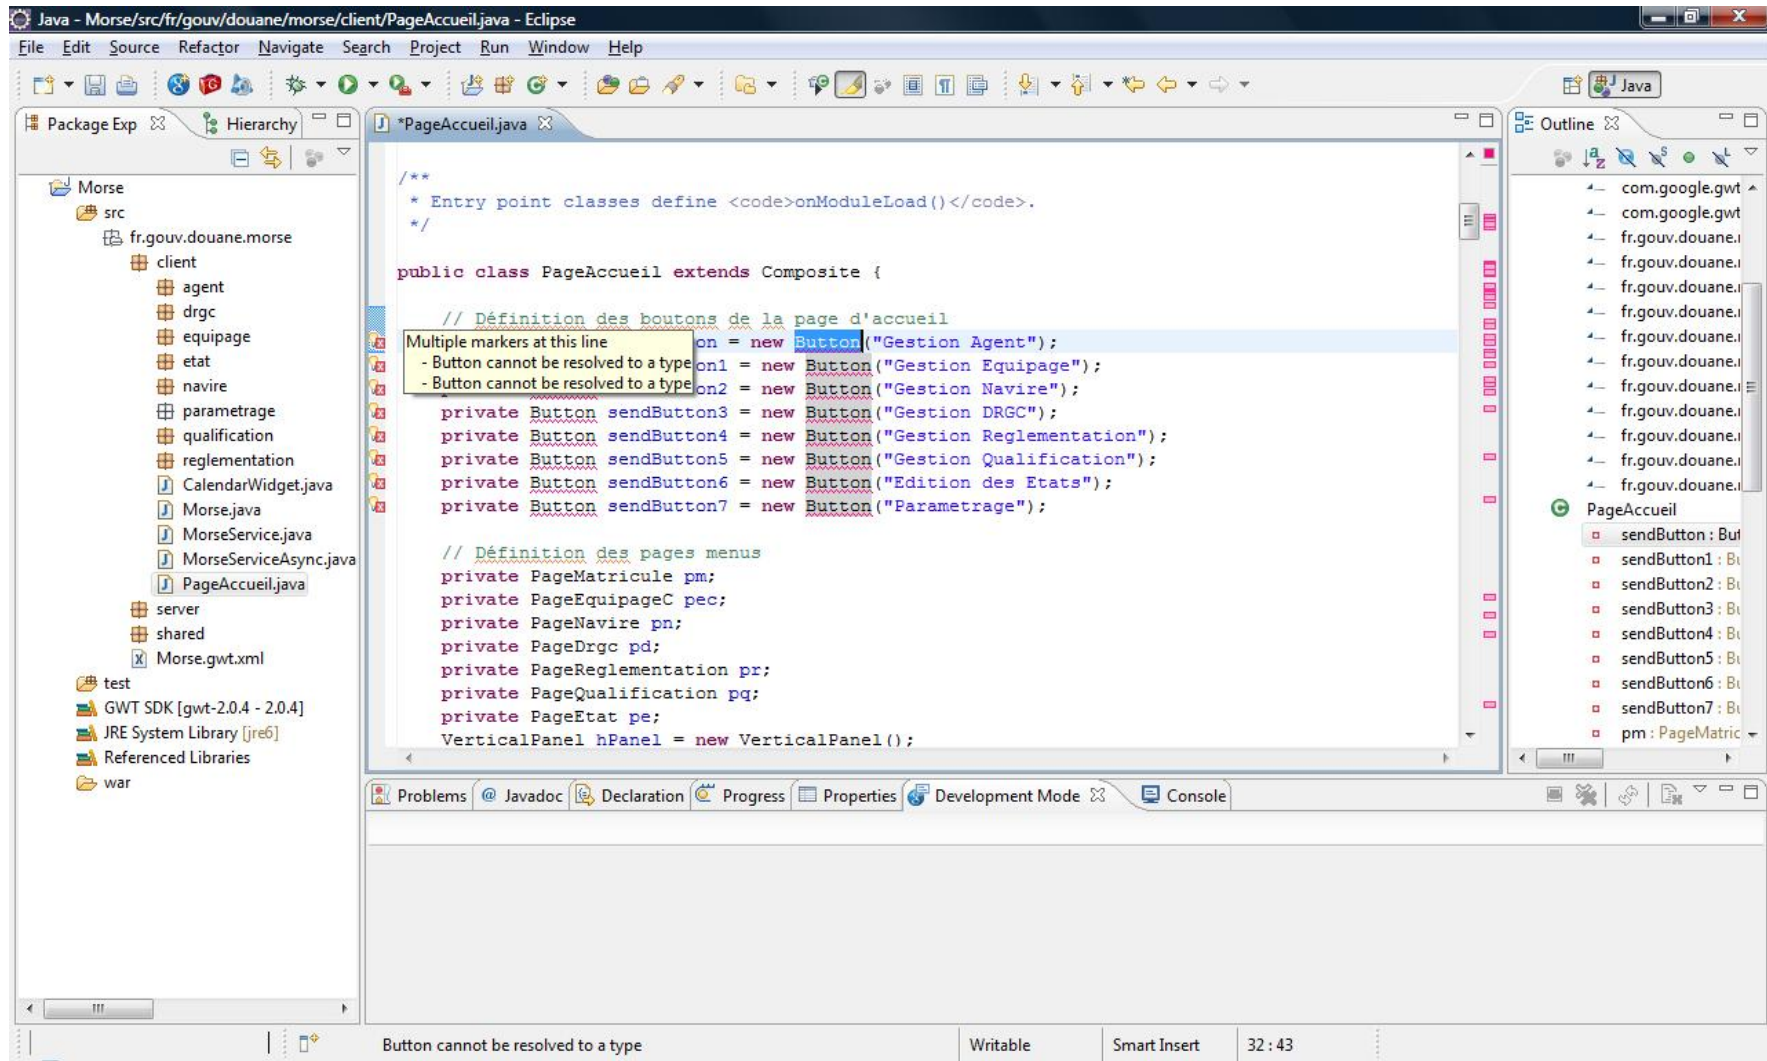 Java - Morse/src/fr/gouv/douane/morse/client/PageAccueil.java - Eclipse
File Edit Source Refactor Navigate Search Project Run Window Help
Java
Package Exp Hierarchy
*PageAccueil.java
Outline
Morse
src
fr.gouv.douane.morse
client
agent
drgc
equipage
etat
navire
parametrage
qualification
reglementation
CalendarWidget.java
Morse.java
MorseService.java
MorseServiceAsync.java
PageAccueil.java
server
shared
Morse.gwt.xml
test
GWT SDK [gwt-2.0.4 - 2.0.4]
JRE System Library [jre6]
Referenced Libraries
war
/**
* Entry point classes define <code>onModuleLoad()</code>.
*/
public class PageAccueil extends Composite {
// Définition des boutons de la page d'accueil
on = new Button("Gestion Agent");
on1 = new Button("Gestion Equipage");
on2 = new Button("Gestion Navire");
Multiple markers at this line
- Button cannot be resolved to a type
- Button cannot be resolved to a type
private Button sendButton3 = new Button("Gestion DRGC");
private Button sendButton4 = new Button("Gestion Reglementation");
private Button sendButton5 = new Button("Gestion Qualification");
private Button sendButton6 = new Button("Edition des Etats");
private Button sendButton7 = new Button("Parametrage");
// Définition des pages menus
private PageMatricule pm;
private PageEquipageC pec;
private PageNavire pn;
private PageDrgc pd;
private PageReglementation pr;
private PageQualification pq;
private PageEtat pe;
VerticalPanel hPanel = new VerticalPanel();
com.google.gwt
com.google.gwt
fr.gouv.douane.
fr.gouv.douane.
fr.gouv.douane.
fr.gouv.douane.
fr.gouv.douane.
fr.gouv.douane.
fr.gouv.douane.
fr.gouv.douane.
fr.gouv.douane.
fr.gouv.douane.
fr.gouv.douane.
PageAccueil
sendButton : But
sendButton1 : Bu
sendButton2 : Bu
sendButton3 : Bu
sendButton4 : Bu
sendButton5 : Bu
sendButton6 : Bu
sendButton7 : Bu
pm : PageMatric
Problems @ Javadoc Declaration Progress Properties Development Mode Console
Button cannot be resolved to a type
Writable
Smart Insert
32 : 43